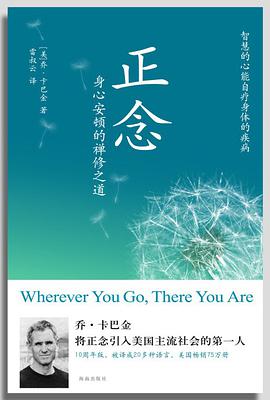 智慧的心能自疗身体的疾病
正念
身心安顿的禅修之道
[美]乔·卡巴金 著
雷叔云 译
Wherever You Go, There You Are
乔·卡巴金
将正念引入美国主流社会的第一人
10周年版，被译成20多种语言，美国畅销75万册
海南出版社